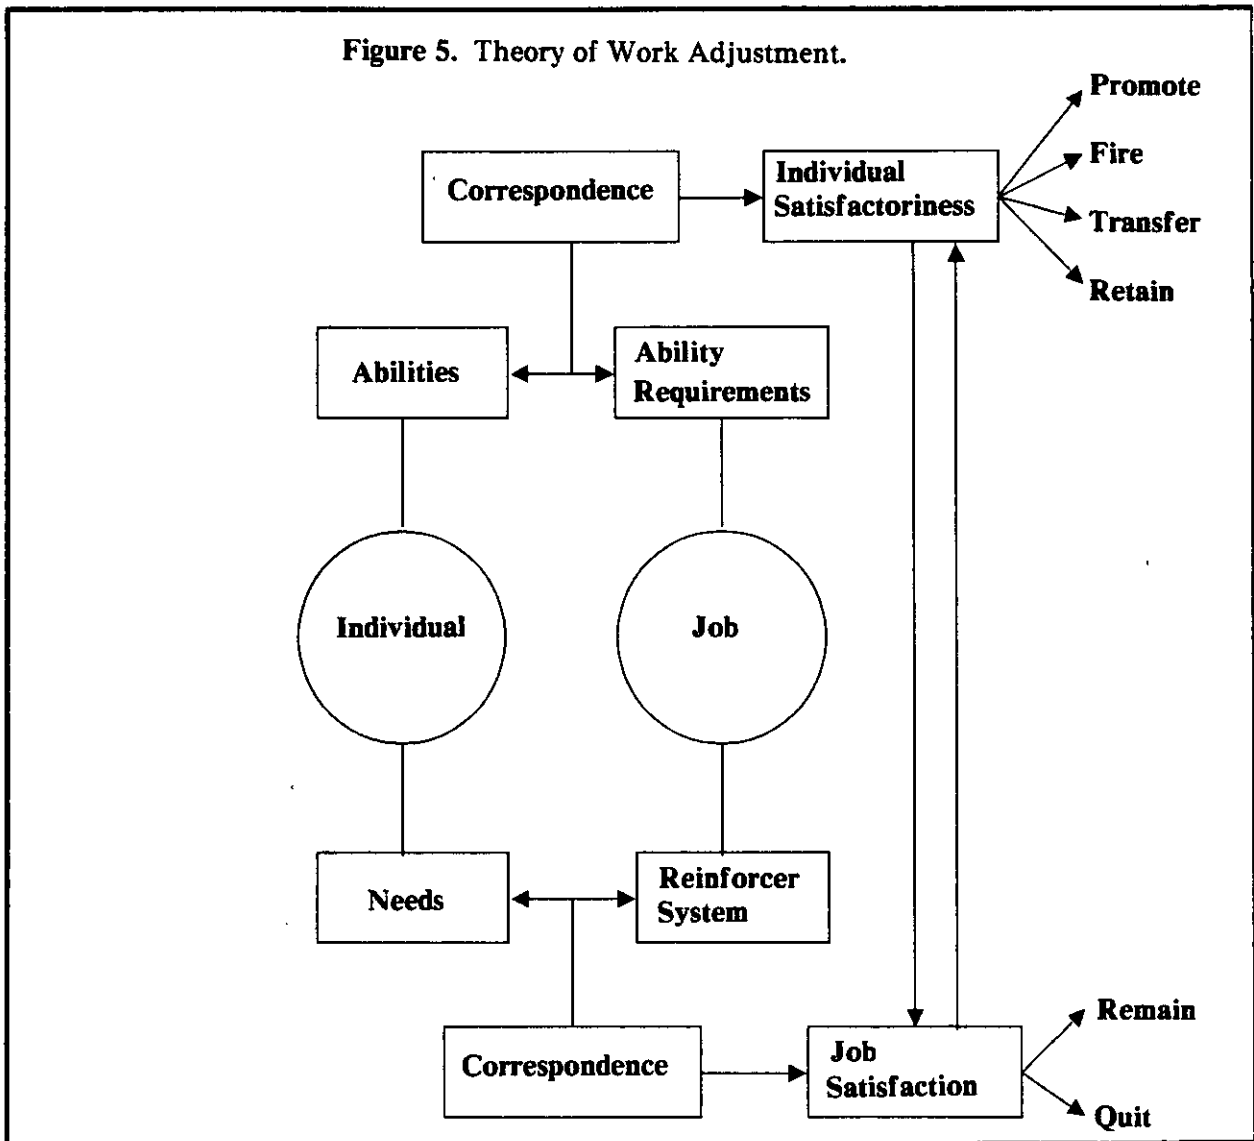 Figure 5. Theory of Work Adjustment.
Promote
Fire
Transfer
Retain
Correspondence
Individual
Satisfactoriness
Abilities
Ability
Requirements
Individual
Job
Needs
Reinforcer
System
Correspondence
Job
Satisfaction
Remain
Quit